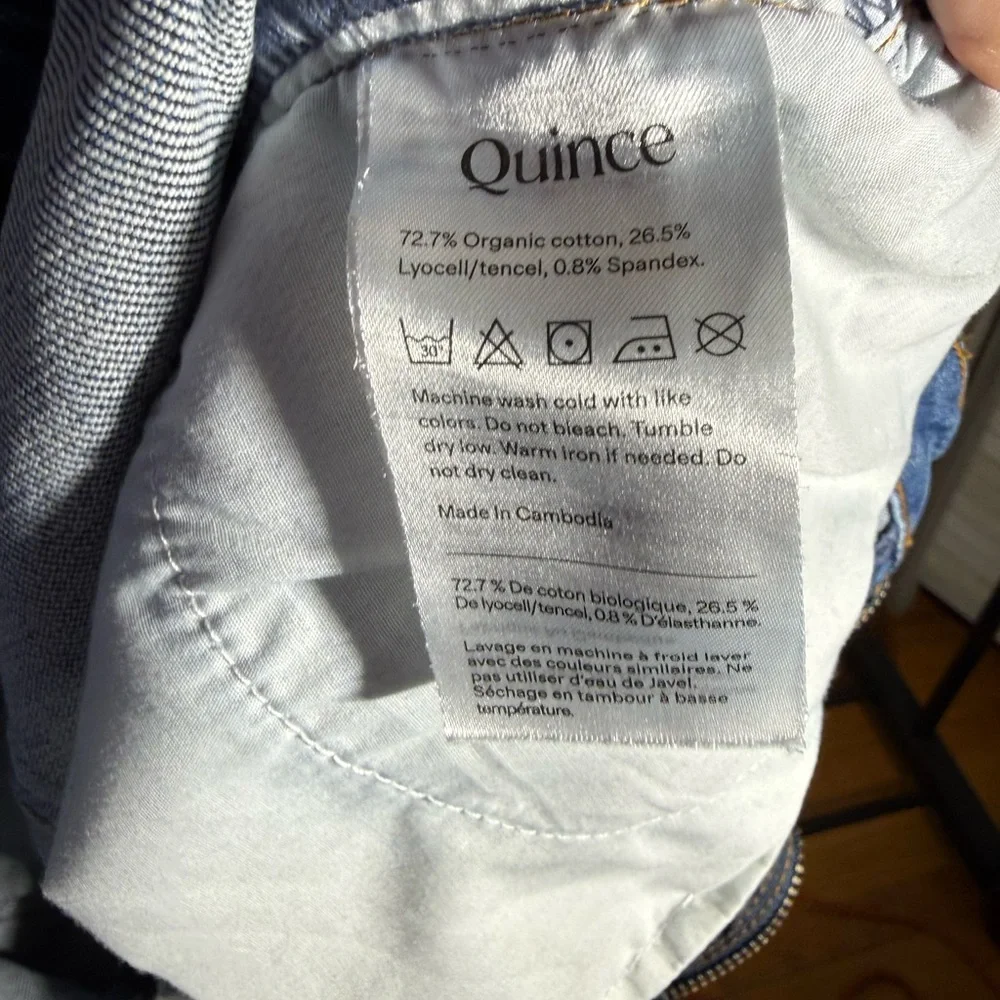 Quince
72.7% Organic cotton, 26.5%
Lyocell/tencel, 0.8% Spandex.
30°
Machine wash cold with like
colors. Do not bleach. Tumble
dry low. Warm iron if needed. Do
not dry clean.
Made In Cambodia
72.7 % De coton biologique, 26.5 %
De lyocell/tencel, 0.8 % D'élasthanne.
Lavage en machine à froid laver
avec des couleurs similaires. Ne
pas utiliser d'eau de Javel.
Séchage en tambour à basse
température.